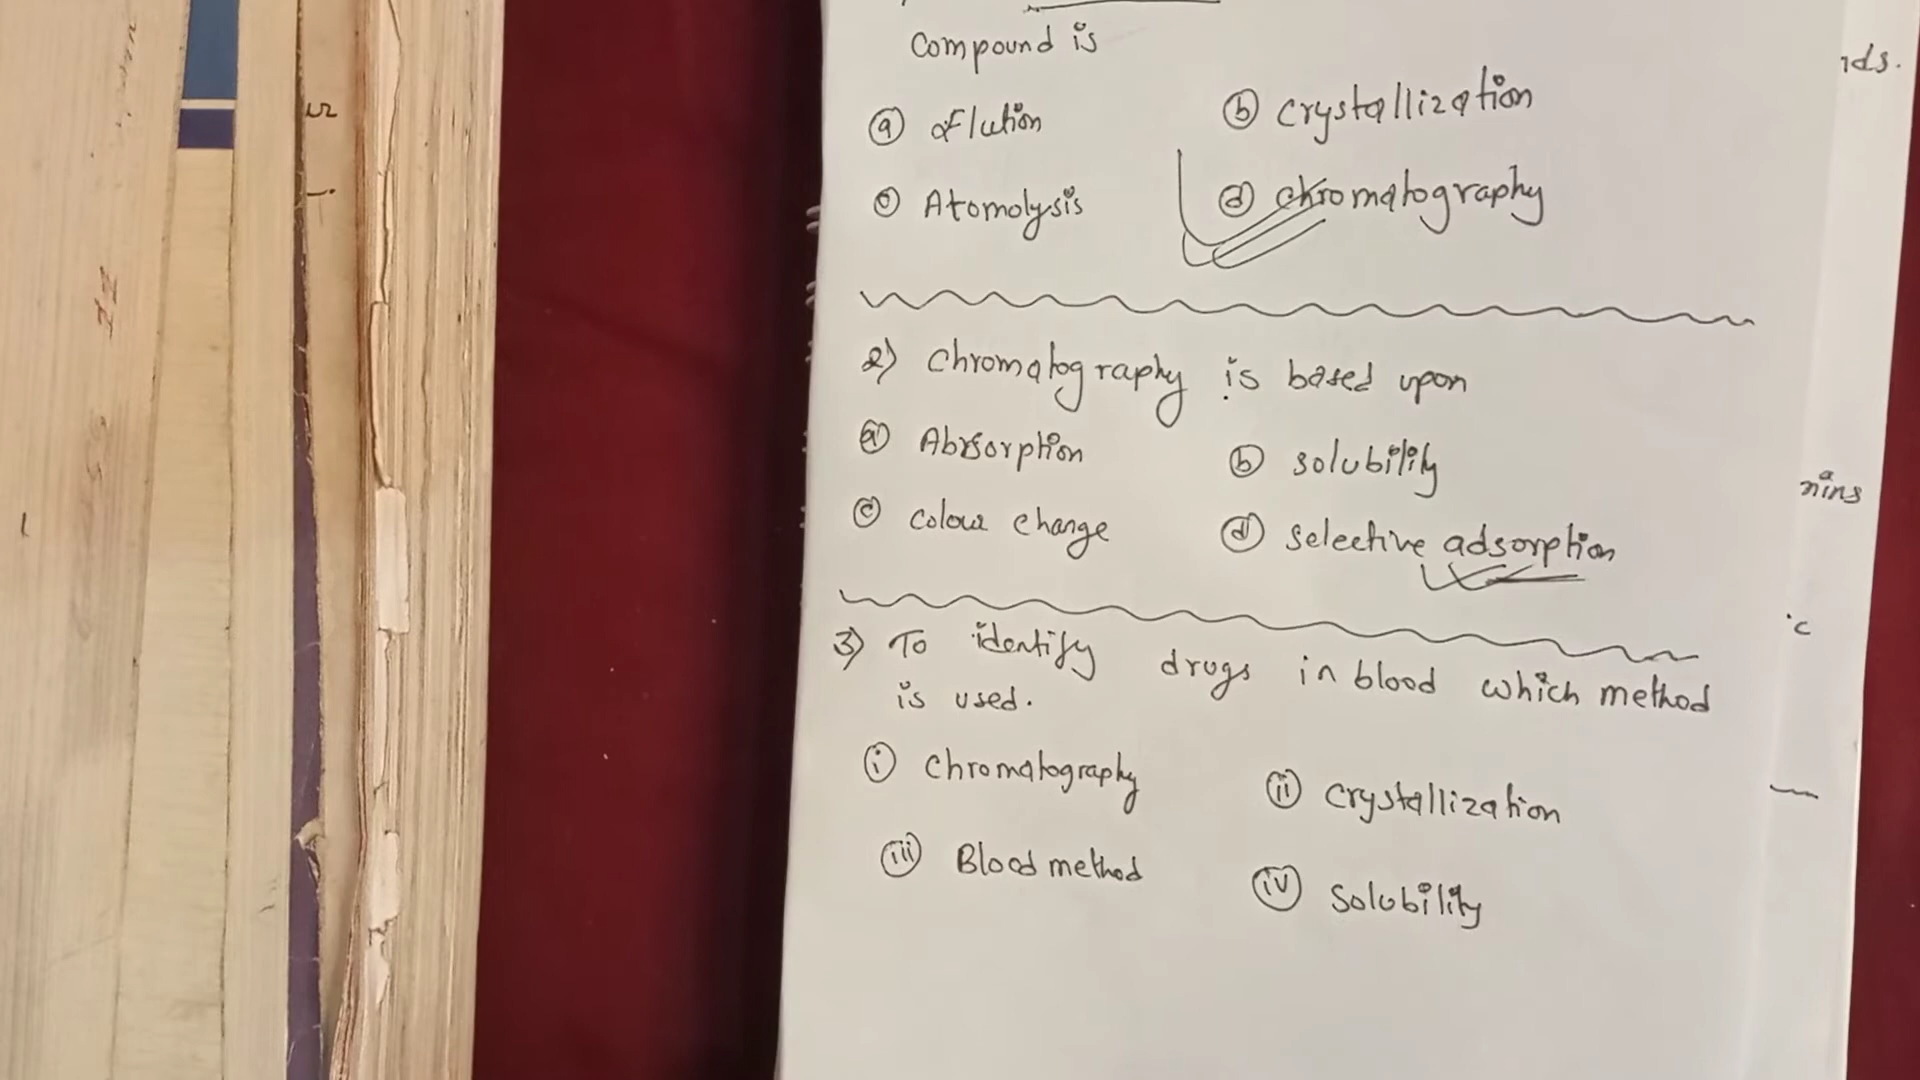 Compound is
ⓐ Elution
ⓑ crystallization
ⓒ Atomolysis
ⓓ chromatography
2) chromatography is based upon
ⓐ Absorption
ⓑ solubility
ⓒ colour change
ⓓ selective adsorption
3) To identify drugs in blood which method
is used.
ⓘ chromatography
(ii) crystallization
(iii) Blood method
(iv) Solubility